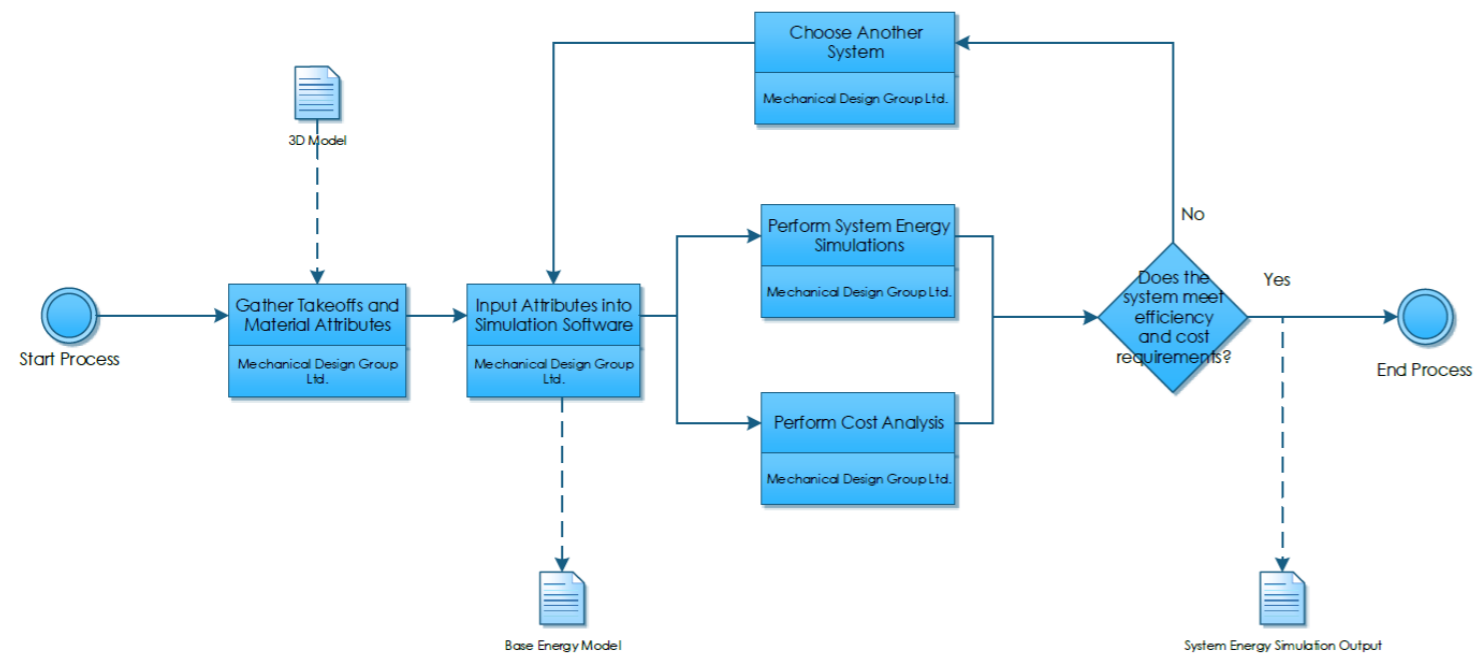 Choose Another
System
Mechanical Design Group Ltd.
3D Model
Perform System Energy
Simulations
Mechanical Design Group Ltd.
No
Start Process
Gather Takeoffs and
Material Attributes
Mechanical Design Group
Ltd.
Input Attributes into
Simulation Software
Mechanical Design Group
Ltd.
Does the
system meet
efficiency
and cost
requirements?
Yes
End Process
Perform Cost Analysis
Mechanical Design Group Ltd.
Base Energy Model
System Energy Simulation Output